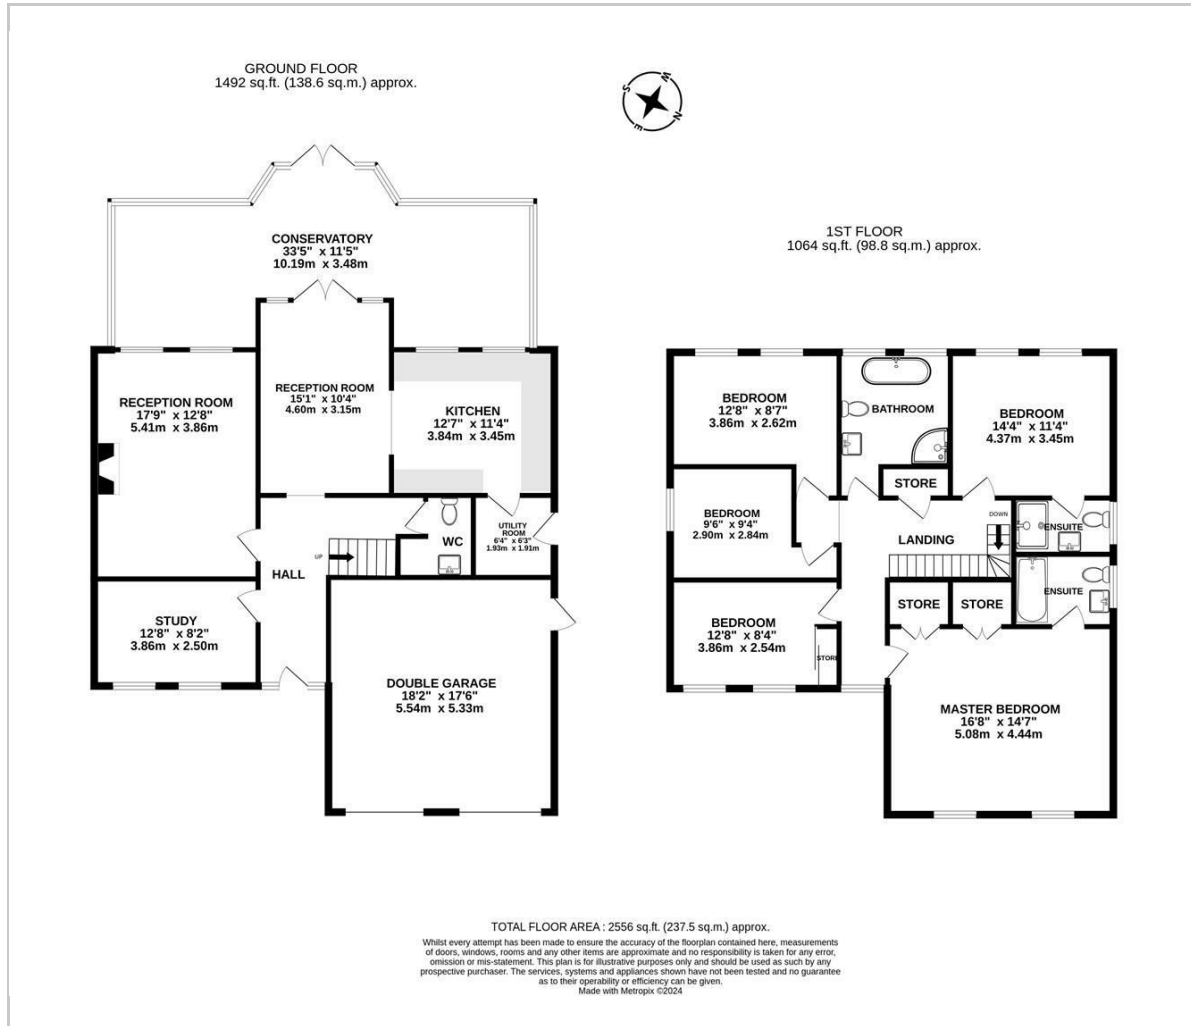 GROUND FLOOR
1492 sq.ft. (138.6 sq.m.) approx.
S
W
N
E
CONSERVATORY
33'5" x 11'5"
10.19m x 3.48m
RECEPTION ROOM
17'9" x 12'8"
5.41m x 3.86m
RECEPTION ROOM
15'1" x 10'4"
4.60m x 3.15m
KITCHEN
12'7" x 11'4"
3.84m x 3.45m
UTILITY
ROOM
6'4" x 6'3"
1.93m x 1.91m
WC
UP
HALL
STUDY
12'8" x 8'2"
3.86m x 2.50m
DOUBLE GARAGE
18'2" x 17'6"
5.54m x 5.33m
1ST FLOOR
1064 sq.ft. (98.8 sq.m.) approx.
BEDROOM
12'8" x 8'7"
3.86m x 2.62m
BATHROOM
BEDROOM
14'4" x 11'4"
4.37m x 3.45m
STORE
BEDROOM
9'6" x 9'4"
2.90m x 2.84m
LANDING
DOWN
ENSUITE
ENSUITE
STORE
STORE
BEDROOM
12'8" x 8'4"
3.86m x 2.54m
STORE
MASTER BEDROOM
16'8" x 14'7"
5.08m x 4.44m
TOTAL FLOOR AREA : 2556 sq.ft. (237.5 sq.m.) approx.
Whilst every attempt has been made to ensure the accuracy of the floorplan contained here, measurements
of doors, windows, rooms and any other items are approximate and no responsibility is taken for any error,
omission or mis-statement. This plan is for illustrative purposes only and should be used as such by any
prospective purchaser. The services, systems and appliances shown have not been tested and no guarantee
as to their operability or efficiency can be given.
Made with Metropix ©2024